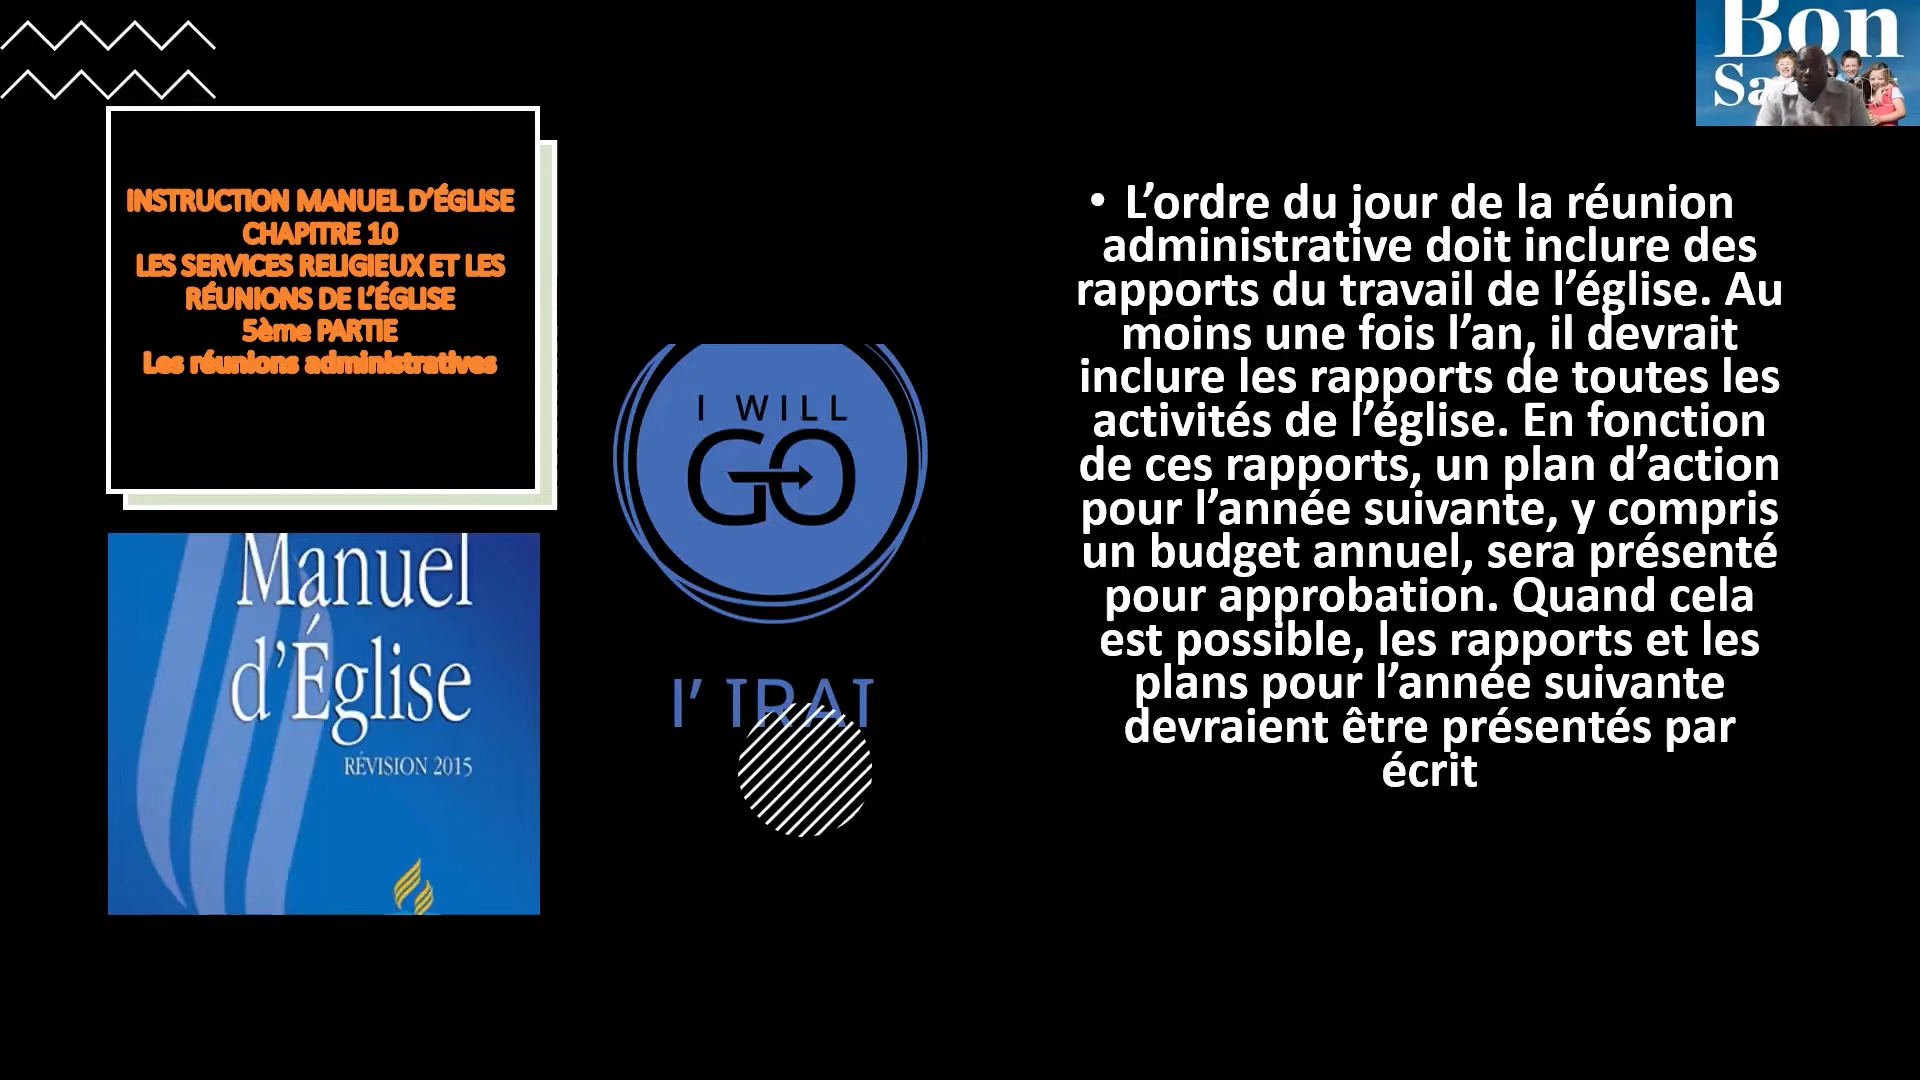 INSTRUCTION MANUEL D’ÉGLISE
CHAPITRE 10
LES SERVICES RELIGIEUX ET LES
RÉUNIONS DE L’ÉGLISE
5ème PARTIE
Les réunions administratives
Manuel
d’Église
RÉVISION 2015
I WILL
GO
I’ IRAI
• L’ordre du jour de la réunion
administrative doit inclure des
rapports du travail de l’église. Au
moins une fois l’an, il devrait
inclure les rapports de toutes les
activités de l’église. En fonction
de ces rapports, un plan d’action
pour l’année suivante, y compris
un budget annuel, sera présenté
pour approbation. Quand cela
est possible, les rapports et les
plans pour l’année suivante
devraient être présentés par
écrit
Bon